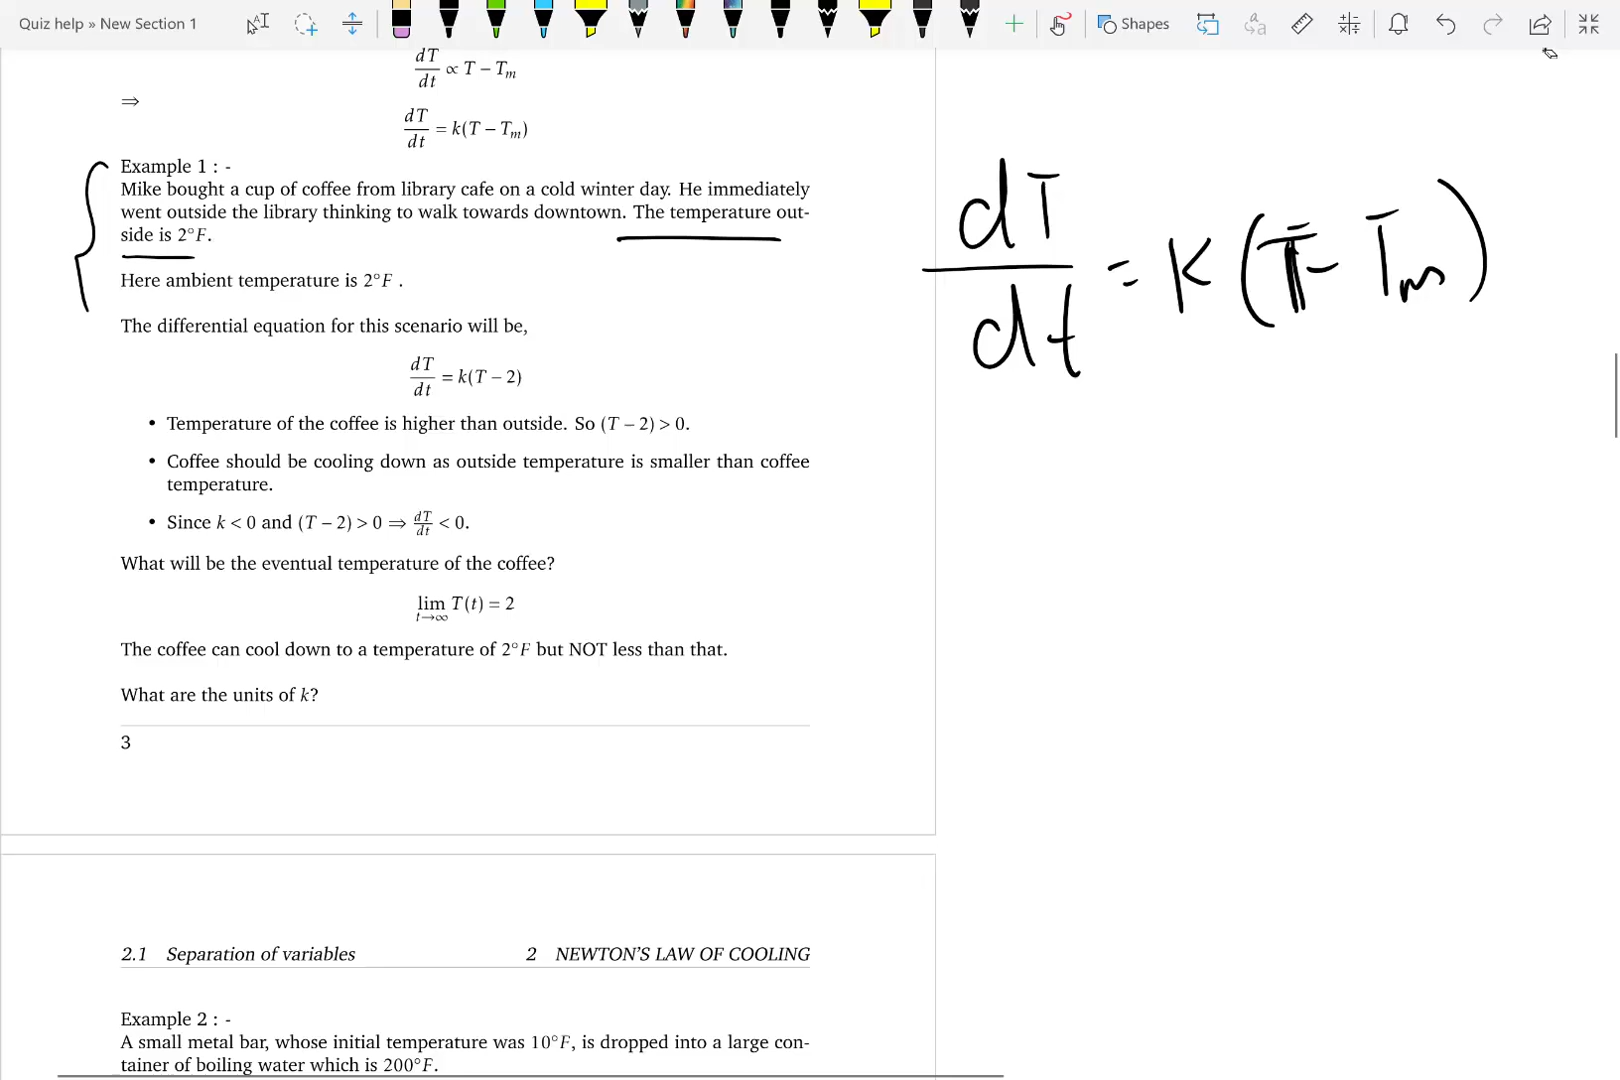 Quiz help » New Section 1
Shapes
dT/dt ∝ T − Tm
⇒
dT/dt = k(T − Tm)
Example 1 : -
Mike bought a cup of coffee from library cafe on a cold winter day. He immediately
went outside the library thinking to walk towards downtown. The temperature out-
side is 2°F.
dT/dt = K(T − Tm)
Here ambient temperature is 2°F .
The differential equation for this scenario will be,
dT/dt = k(T − 2)
• Temperature of the coffee is higher than outside. So (T − 2) > 0.
• Coffee should be cooling down as outside temperature is smaller than coffee
temperature.
• Since k < 0 and (T − 2) > 0 ⇒ dT/dt < 0.
What will be the eventual temperature of the coffee?
lim t→∞ T(t) = 2
The coffee can cool down to a temperature of 2°F but NOT less than that.
What are the units of k?
3
2.1 Separation of variables 2 NEWTON'S LAW OF COOLING
Example 2 : -
A small metal bar, whose initial temperature was 10°F, is dropped into a large con-
tainer of boiling water which is 200°F.